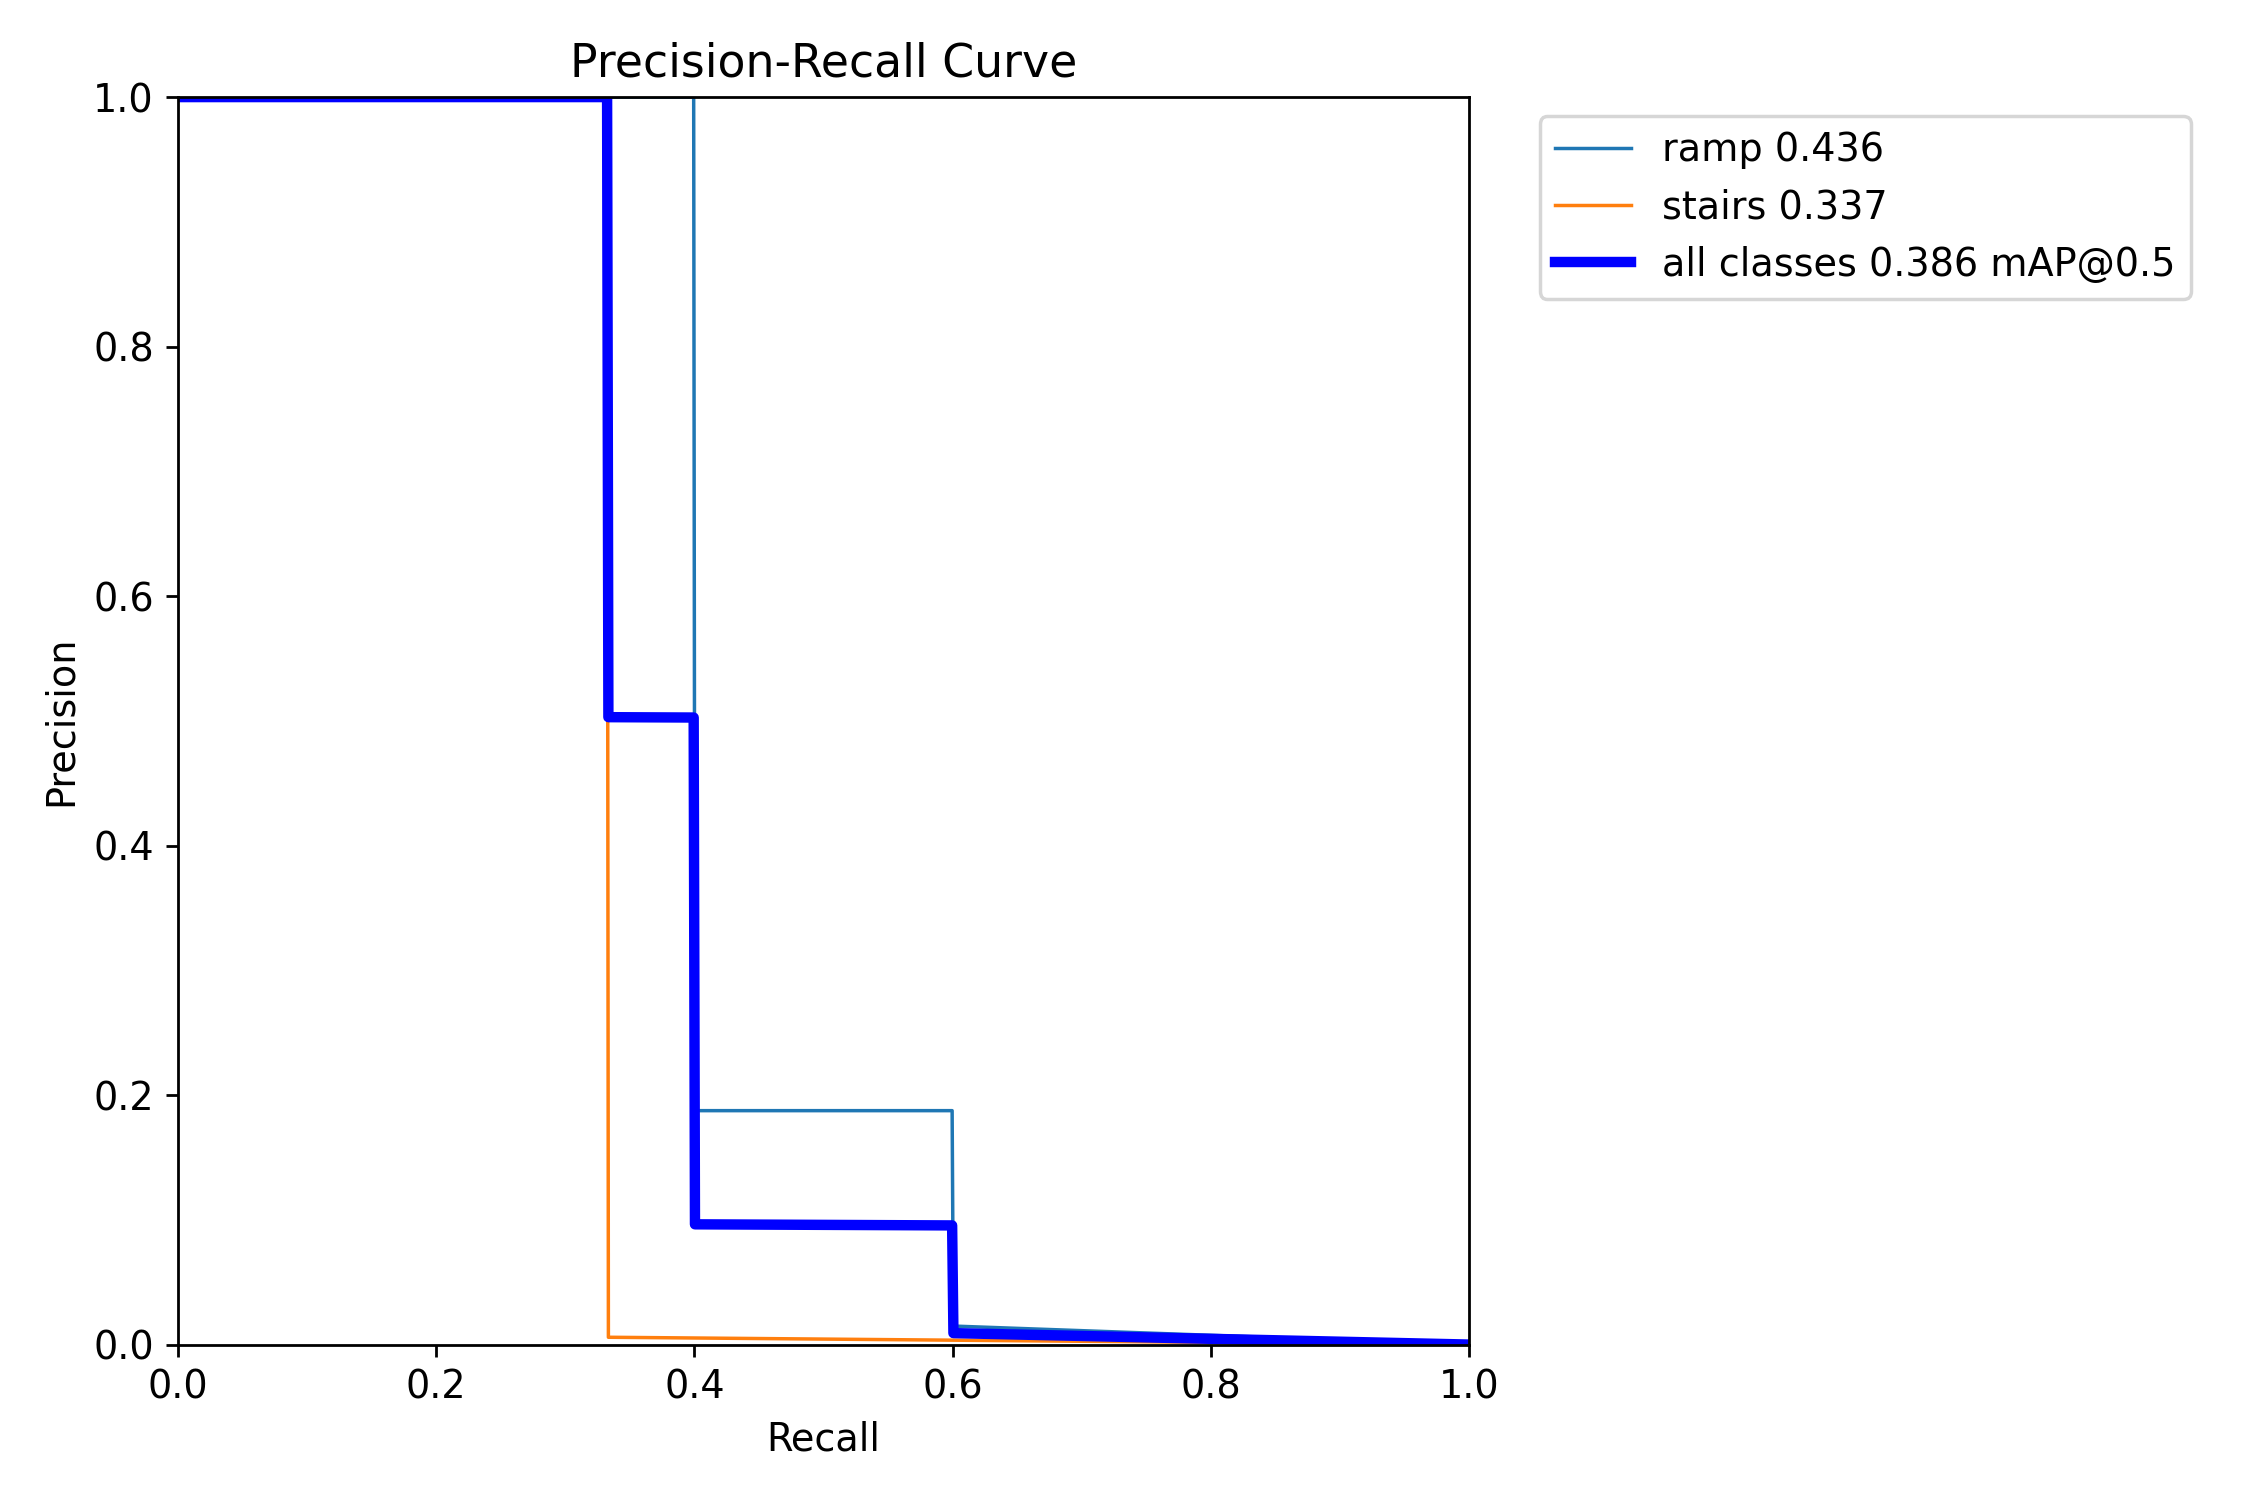 Precision-Recall Curve
1.0
0.8
0.6
0.4
0.2
0.0
Precision
0.0 0.2 0.4 0.6 0.8 1.0
Recall
ramp 0.436
stairs 0.337
all classes 0.386 mAP@0.5